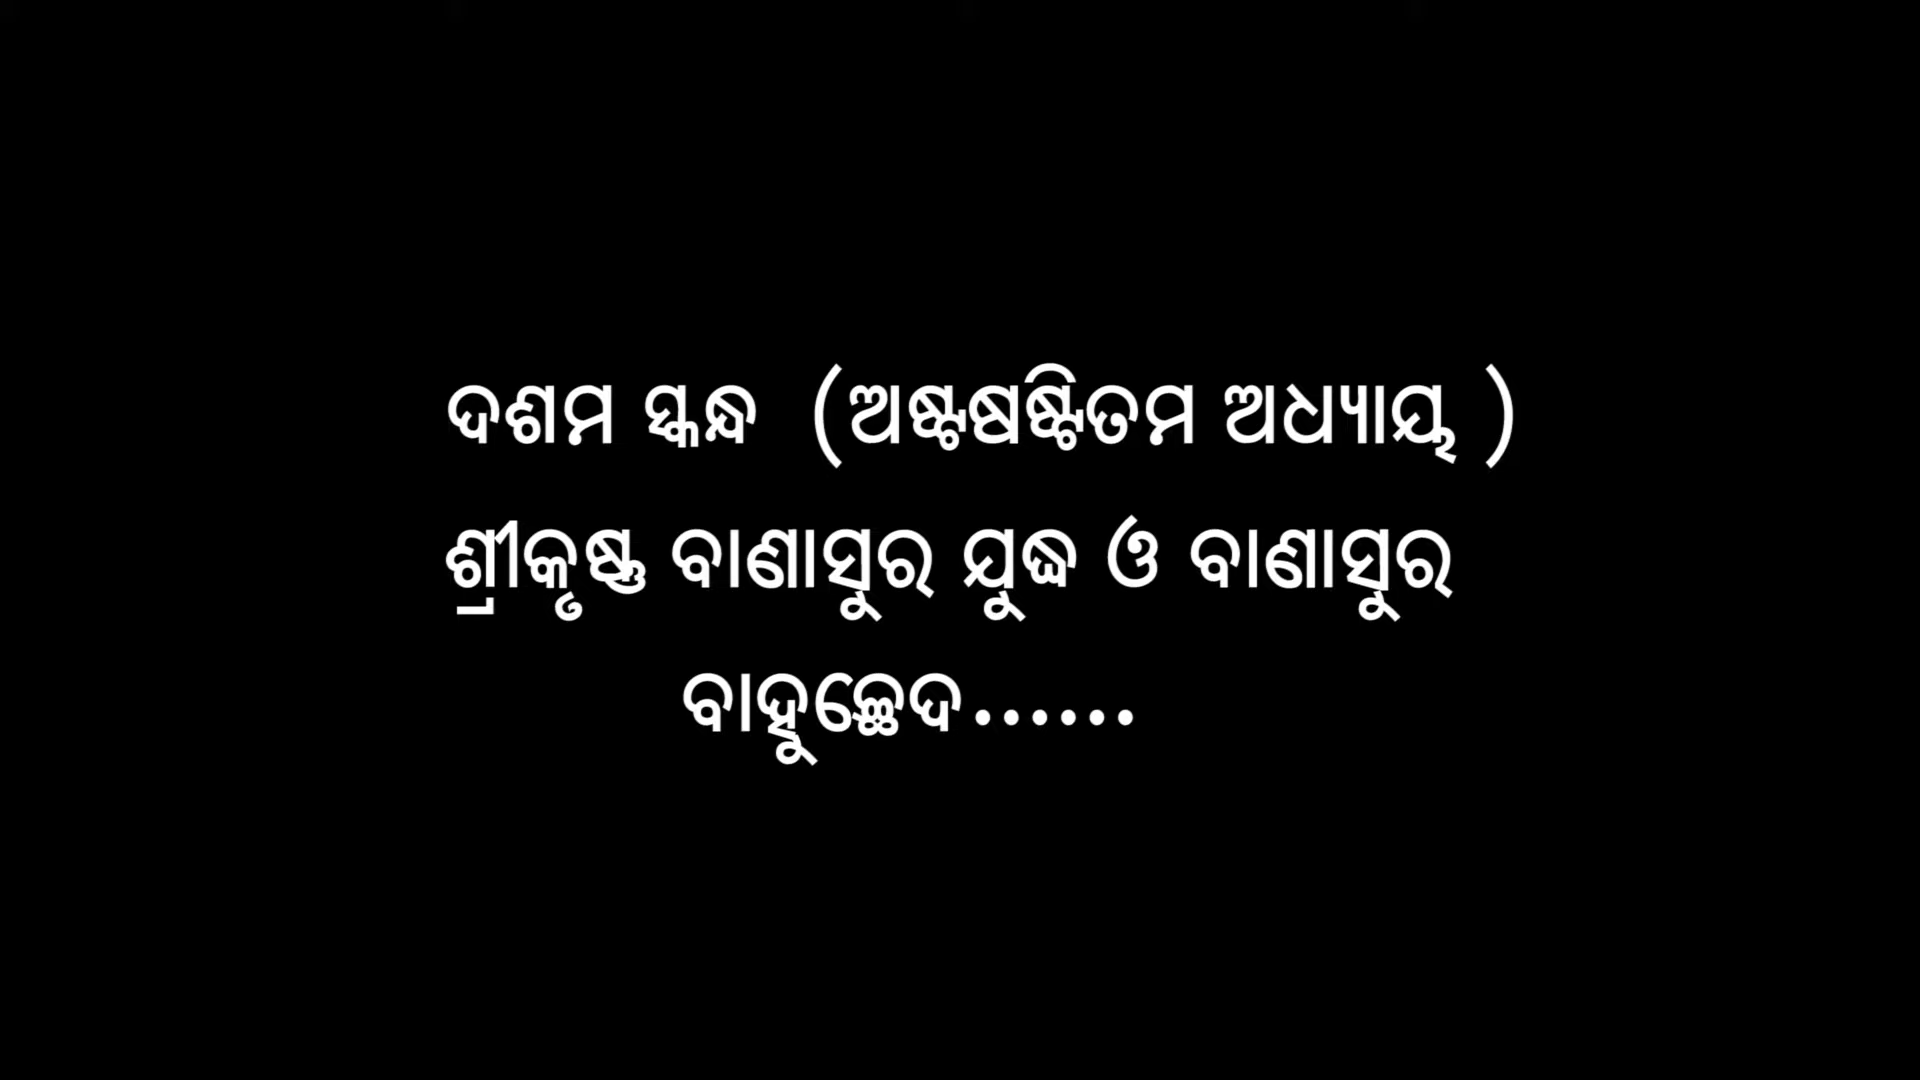 ଦଶମ ସ୍କନ୍ଧ (ଅଷ୍ଟଷଷ୍ଟିତମ ଅଧ୍ୟାୟ )
ଶ୍ରୀକୃଷ୍ଣ ବାଣାସୁର ଯୁଦ୍ଧ ଓ ବାଣାସୁର
ବାହୁଚ୍ଛେଦ......